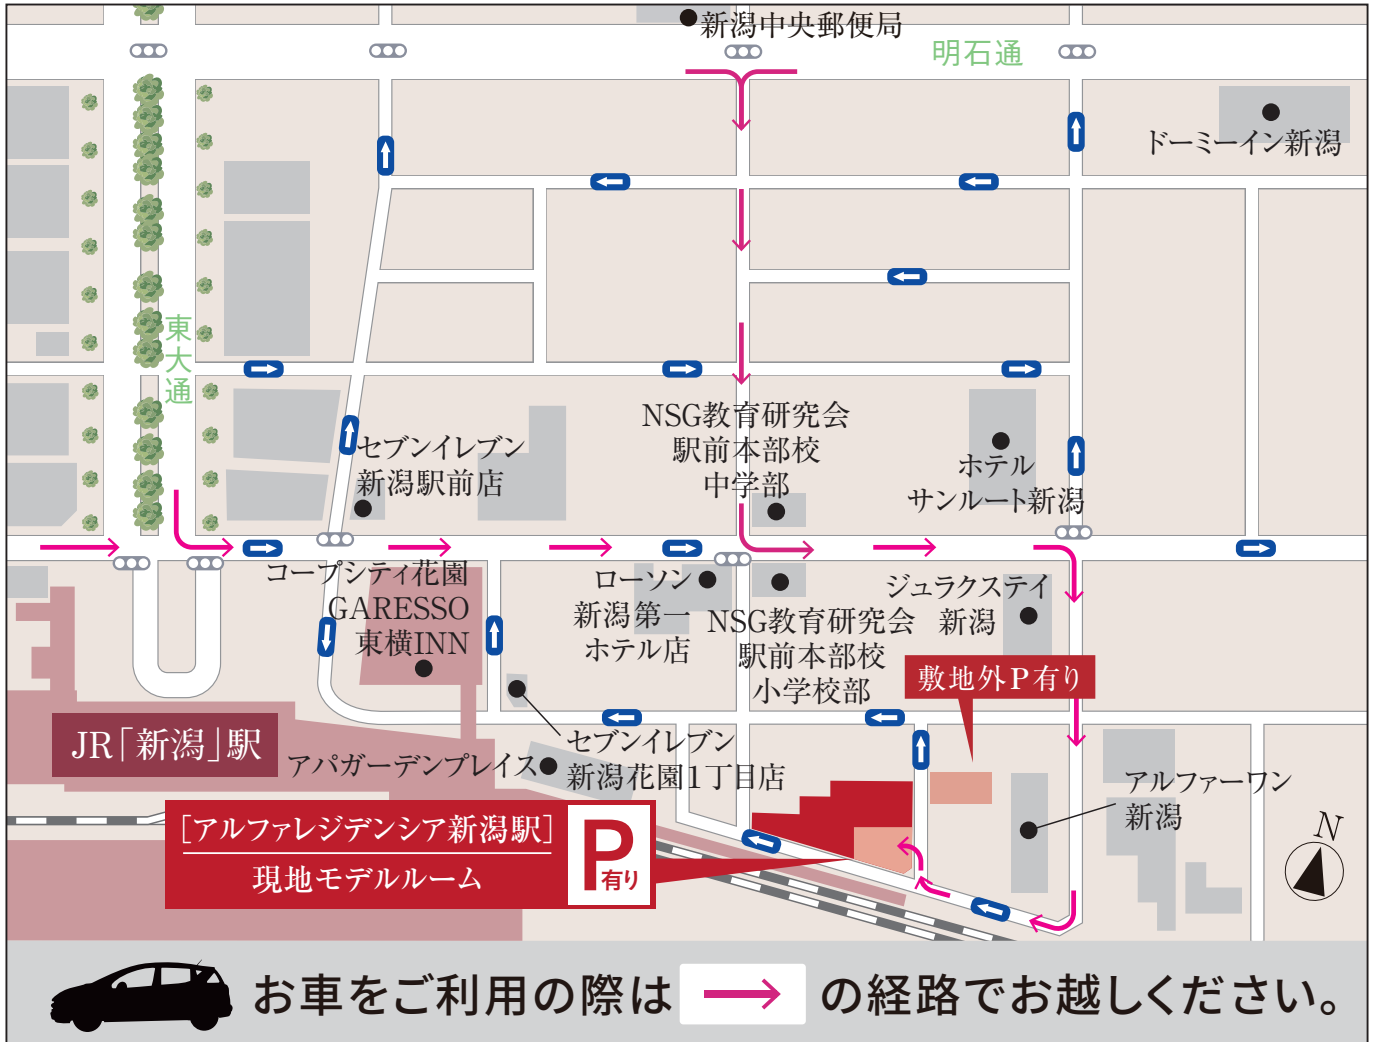 新潟中央郵便局
明石通
ドーミーイン新潟
東大通
セブンイレブン
新潟駅前店
NSG教育研究会
駅前本部校
中学部
ホテル
サンルート新潟
コープシティ花園
GARESSO
東横INN
ローソン
新潟第一
ホテル店
NSG教育研究会
駅前本部校
小学校部
ジュラクステイ
新潟
敷地外P有り
JR「新潟」駅
アパガーデンプレイス
セブンイレブン
新潟花園1丁目店
アルファーワン
新潟
[アルファレジデンシア新潟駅]
現地モデルルーム
P
有り
N
お車をご利用の際は→の経路でお越しください。